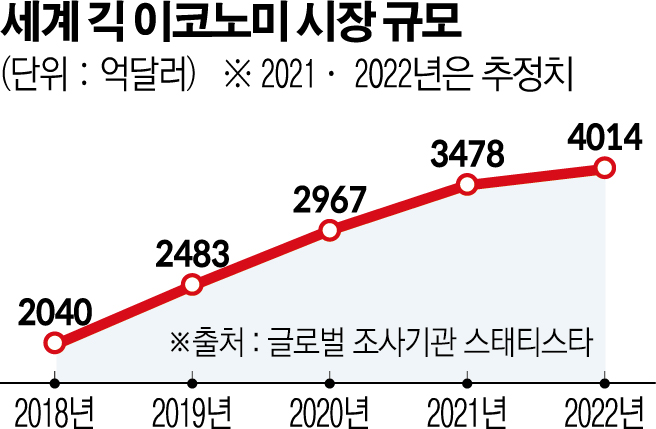 세계 긱 이코노미 시장 규모
(단위 : 억달러) ※ 2021 · 2022년은 추정치
4014
3478
2967
2483
2040
※출처 : 글로벌 조사기관 스태티스타
2018년 2019년 2020년 2021년 2022년